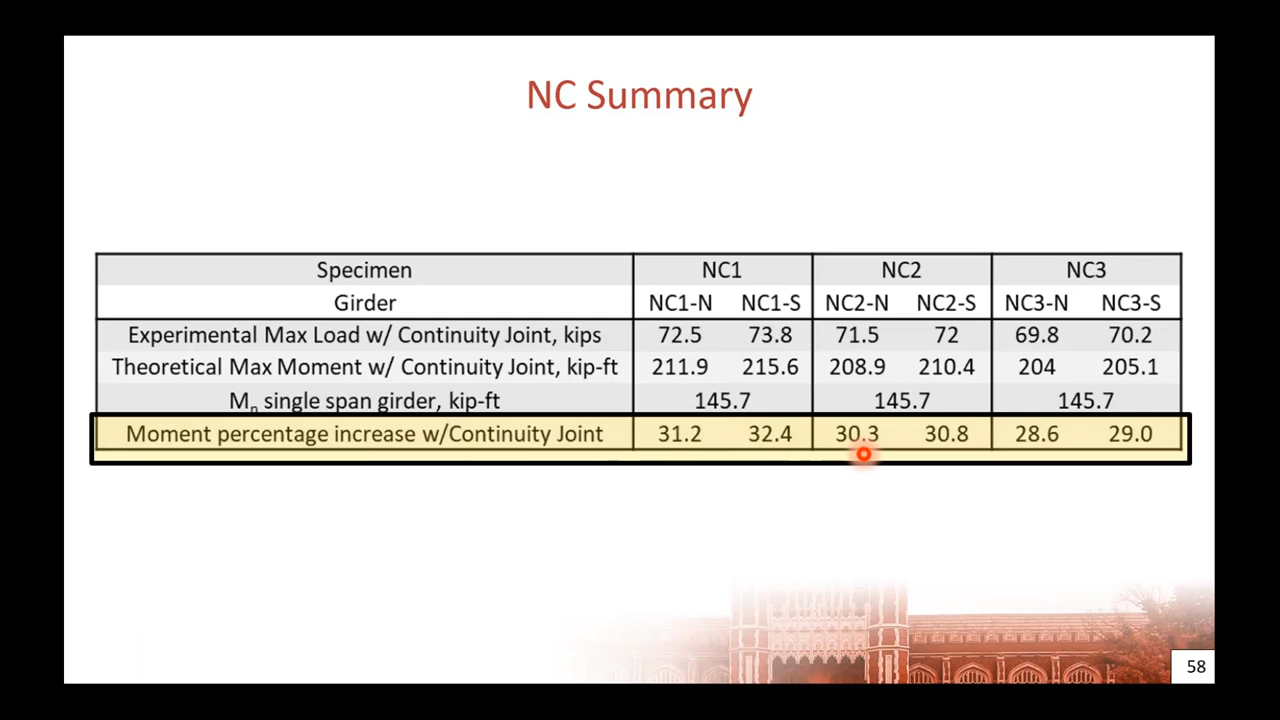 NC Summary
Specimen NC1 NC2 NC3
Girder NC1-N NC1-S NC2-N NC2-S NC3-N NC3-S
Experimental Max Load w/ Continuity Joint, kips 72.5 73.8 71.5 72 69.8 70.2
Theoretical Max Moment w/ Continuity Joint, kip-ft 211.9 215.6 208.9 210.4 204 205.1
Mn single span girder, kip-ft 145.7 145.7 145.7
Moment percentage increase w/Continuity Joint 31.2 32.4 30.3 30.8 28.6 29.0
58